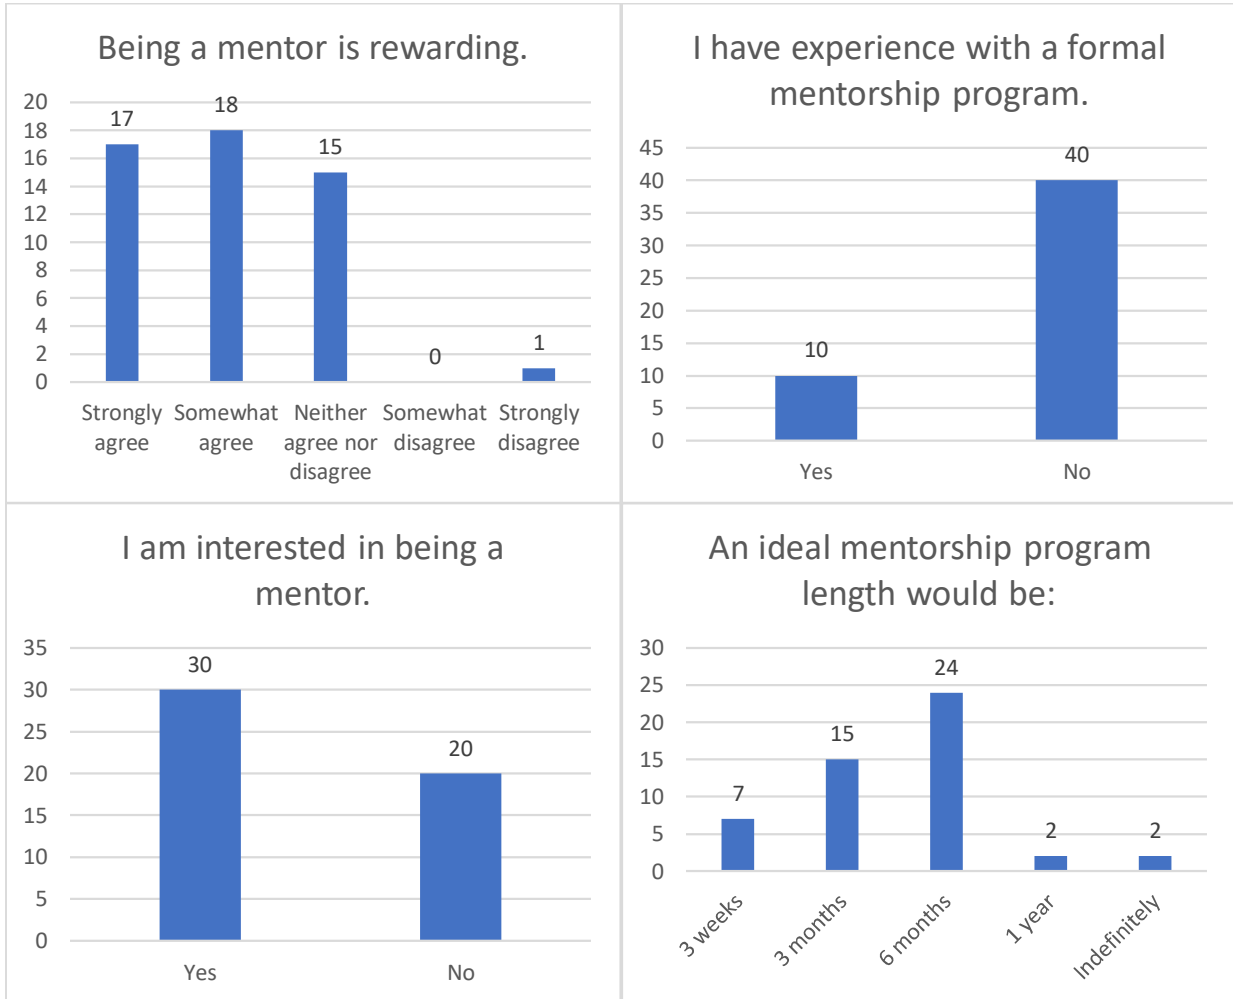 Being a mentor is rewarding.
20
18
16
14
12
10
8
6
4
2
0
17
18
15
0
1
Strongly Somewhat Neither Somewhat Strongly
agree agree agree nor disagree disagree
disagree
I have experience with a formal
mentorship program.
45
40
35
30
25
20
15
10
5
0
10
40
Yes No
I am interested in being a
mentor.
35
30
25
20
15
10
5
0
30
20
Yes No
An ideal mentorship program
length would be:
30
25
20
15
10
5
0
7
15
24
2
2
3 weeks
3 months
6 months
1 year
Indefinitely